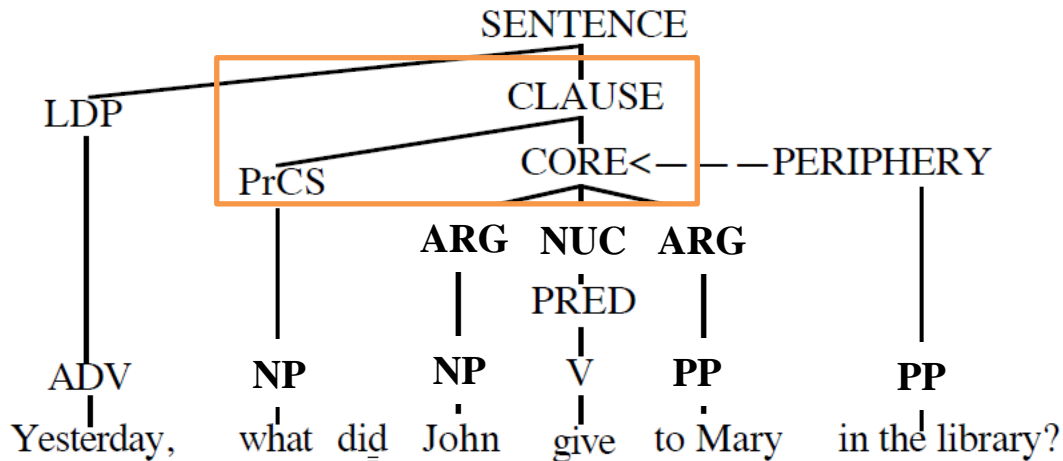 SENTENCE
LDP CLAUSE
PrCS CORE< — — — PERIPHERY
ARG NUC ARG
PRED
ADV NP NP V PP PP
Yesterday, what did John give to Mary in the library?